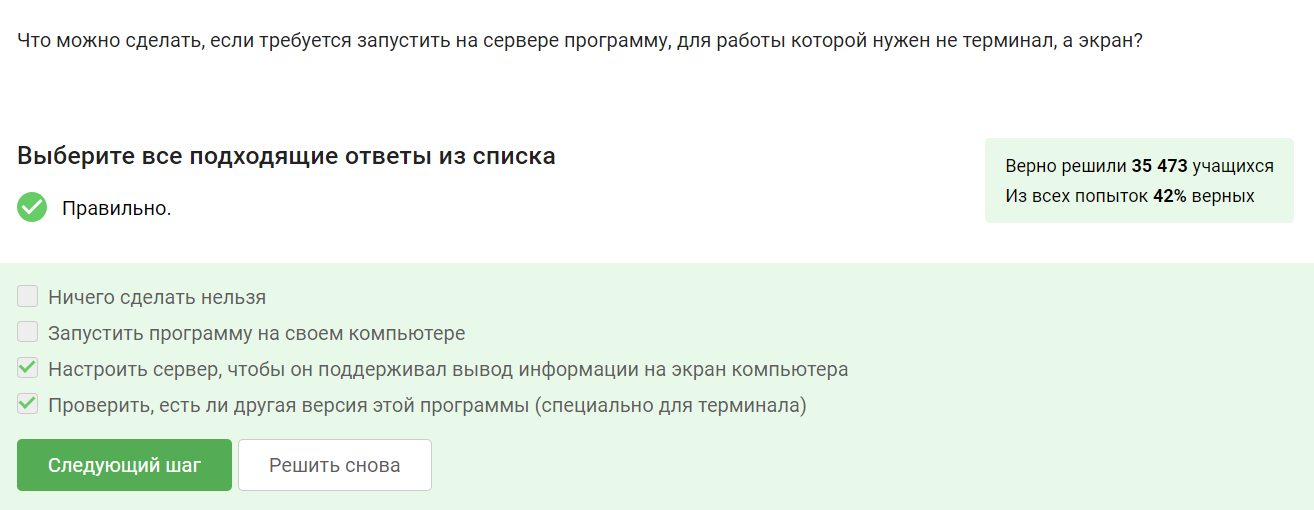 Что можно сделать, если требуется запустить на сервере программу, для работы которой нужен не терминал, а экран?
Выберите все подходящие ответы из списка
Правильно.
Верно решили 35 473 учащихся
Из всех попыток 42% верных
Ничего сделать нельзя
Запустить программу на своем компьютере
Настроить сервер, чтобы он поддерживал вывод информации на экран компьютера
Проверить, есть ли другая версия этой программы (специально для терминала)
Следующий шаг
Решить снова